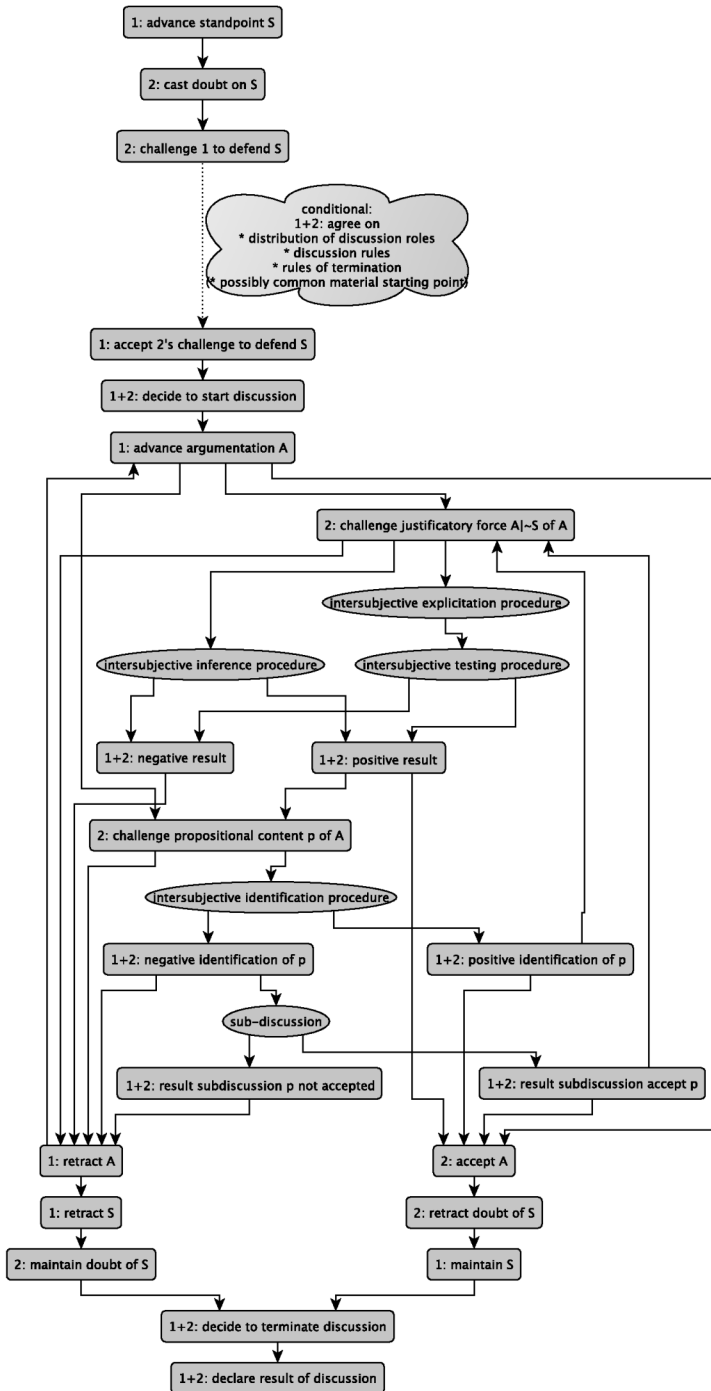 1: advance standpoint S
2: cast doubt on S
2: challenge 1 to defend S
conditional:
1+2: agree on
* distribution of discussion roles
* discussion rules
* rules of termination
(* possibly common material starting point)
1: accept 2's challenge to defend S
1+2: decide to start discussion
1: advance argumentation A
2: challenge justificatory force A|~S of A
intersubjective explicitation procedure
intersubjective inference procedure
intersubjective testing procedure
1+2: negative result
1+2: positive result
2: challenge propositional content p of A
intersubjective identification procedure
1+2: negative identification of p
1+2: positive identification of p
sub-discussion
1+2: result subdiscussion p not accepted
1+2: result subdiscussion accept p
1: retract A
2: accept A
1: retract S
2: retract doubt of S
2: maintain doubt of S
1: maintain S
1+2: decide to terminate discussion
1+2: declare result of discussion